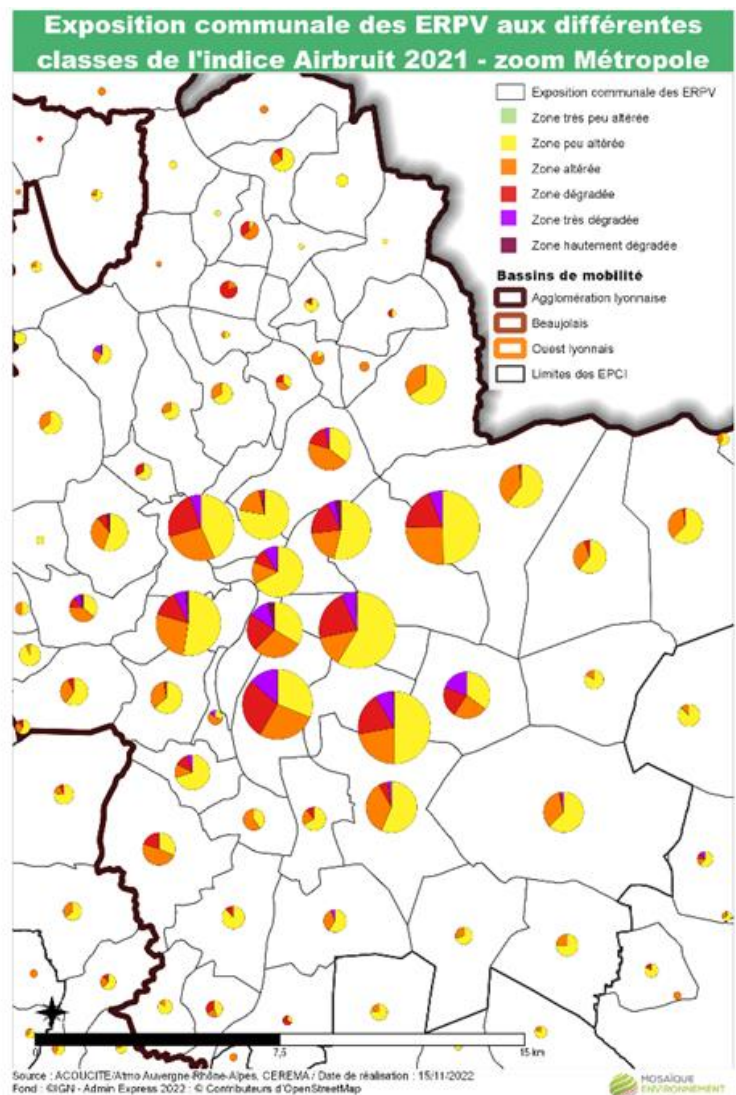 Exposition communale des ERPV aux différentes
classes de l'indice Airbruit 2021 - zoom Métropole
Exposition communale des ERPV
Zone très peu altérée
Zone peu altérée
Zone altérée
Zone dégradée
Zone très dégradée
Zone hautement dégradée
Bassins de mobilité
Agglomération lyonnaise
Beaujolais
Ouest lyonnais
Limites des EPCI
0 7,5 15 km
Source : ACOUCITE/Atmo Auvergne-Rhône-Alpes, CEREMA / Date de réalisation : 15/11/2022
Fond : ©IGN - Admin Express 2022 : © Contributeurs d'OpenStreetMap
MOSAÏQUE
ENVIRONNEMENT